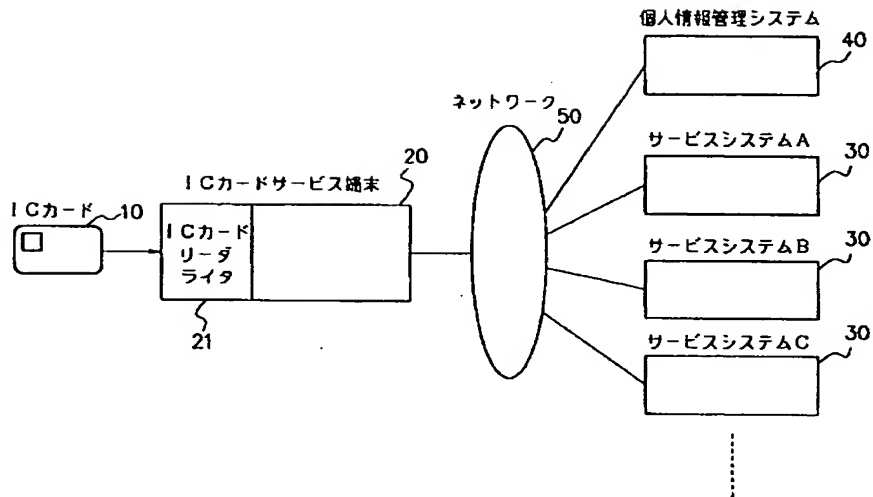 個人情報管理システム
40
ネットワーク
50
サービスシステムA
30
20
ICカードサービス端末
ICカード
10
ICカード
リーダ
ライタ
21
サービスシステムB
30
サービスシステムC
30